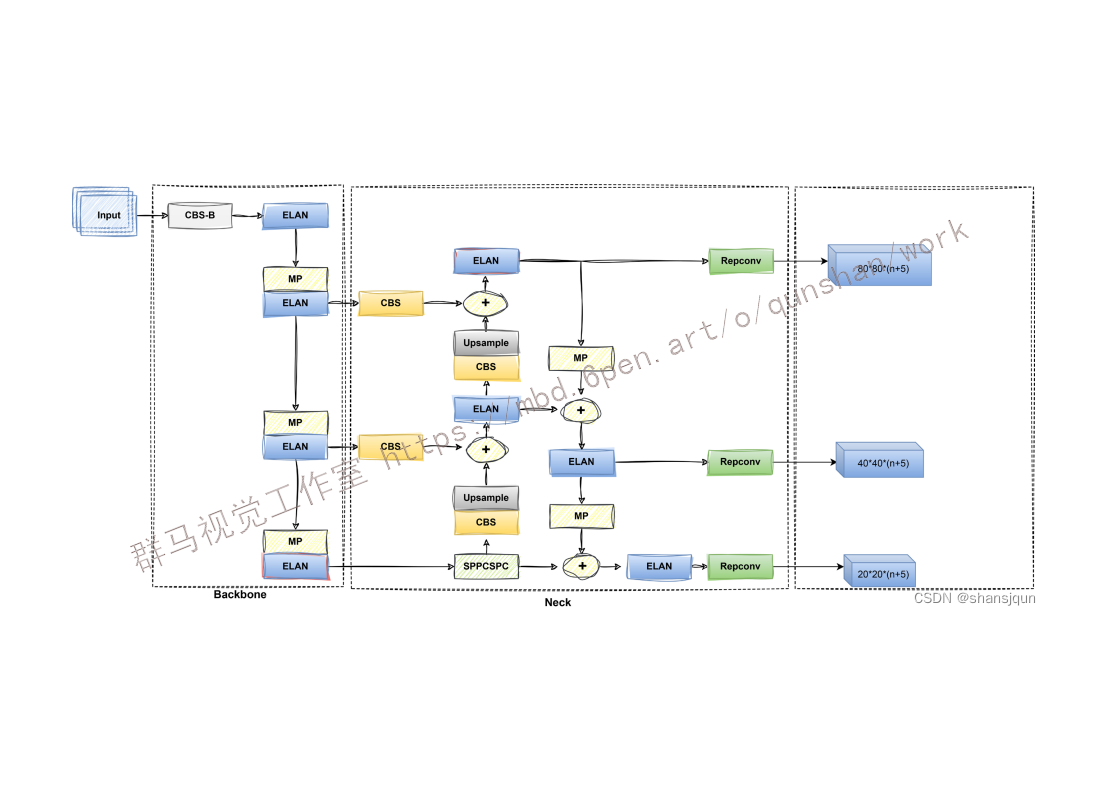 Input
CBS-B
ELAN
MP
ELAN
MP
ELAN
MP
ELAN
Backbone
CBS
CBS
ELAN
+
Upsample
CBS
ELAN
+
Upsample
CBS
SPPCSPC
MP
+
ELAN
MP
+
ELAN
Repconv
Repconv
Repconv
Neck
80*80*(n+5)
40*40*(n+5)
20*20*(n+5)
群马视觉工作室 https://mbd.6pen.art/o/qunshan/work
CSDN @shansjqun